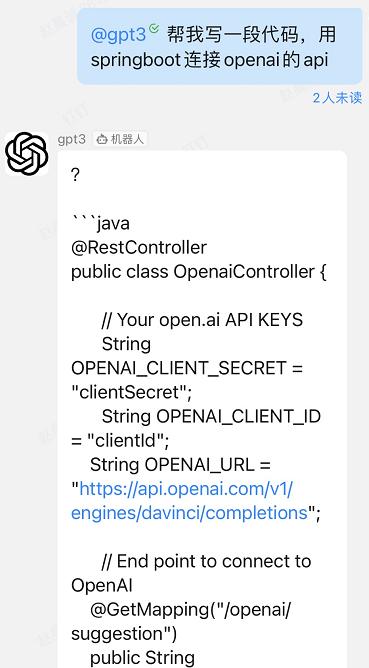 @gpt3 帮我写一段代码，用
springboot连接openai的api
2人未读
gpt3 机器人
?
```java
@RestController
public class OpenaiController {
// Your open.ai API KEYS
String
OPENAI_CLIENT_SECRET =
"clientSecret";
String OPENAI_CLIENT_ID
= "clientId";
String OPENAI_URL =
"https://api.openai.com/v1/
engines/davinci/completions";
// End point to connect to
OpenAI
@GetMapping("/openai/
suggestion")
public String